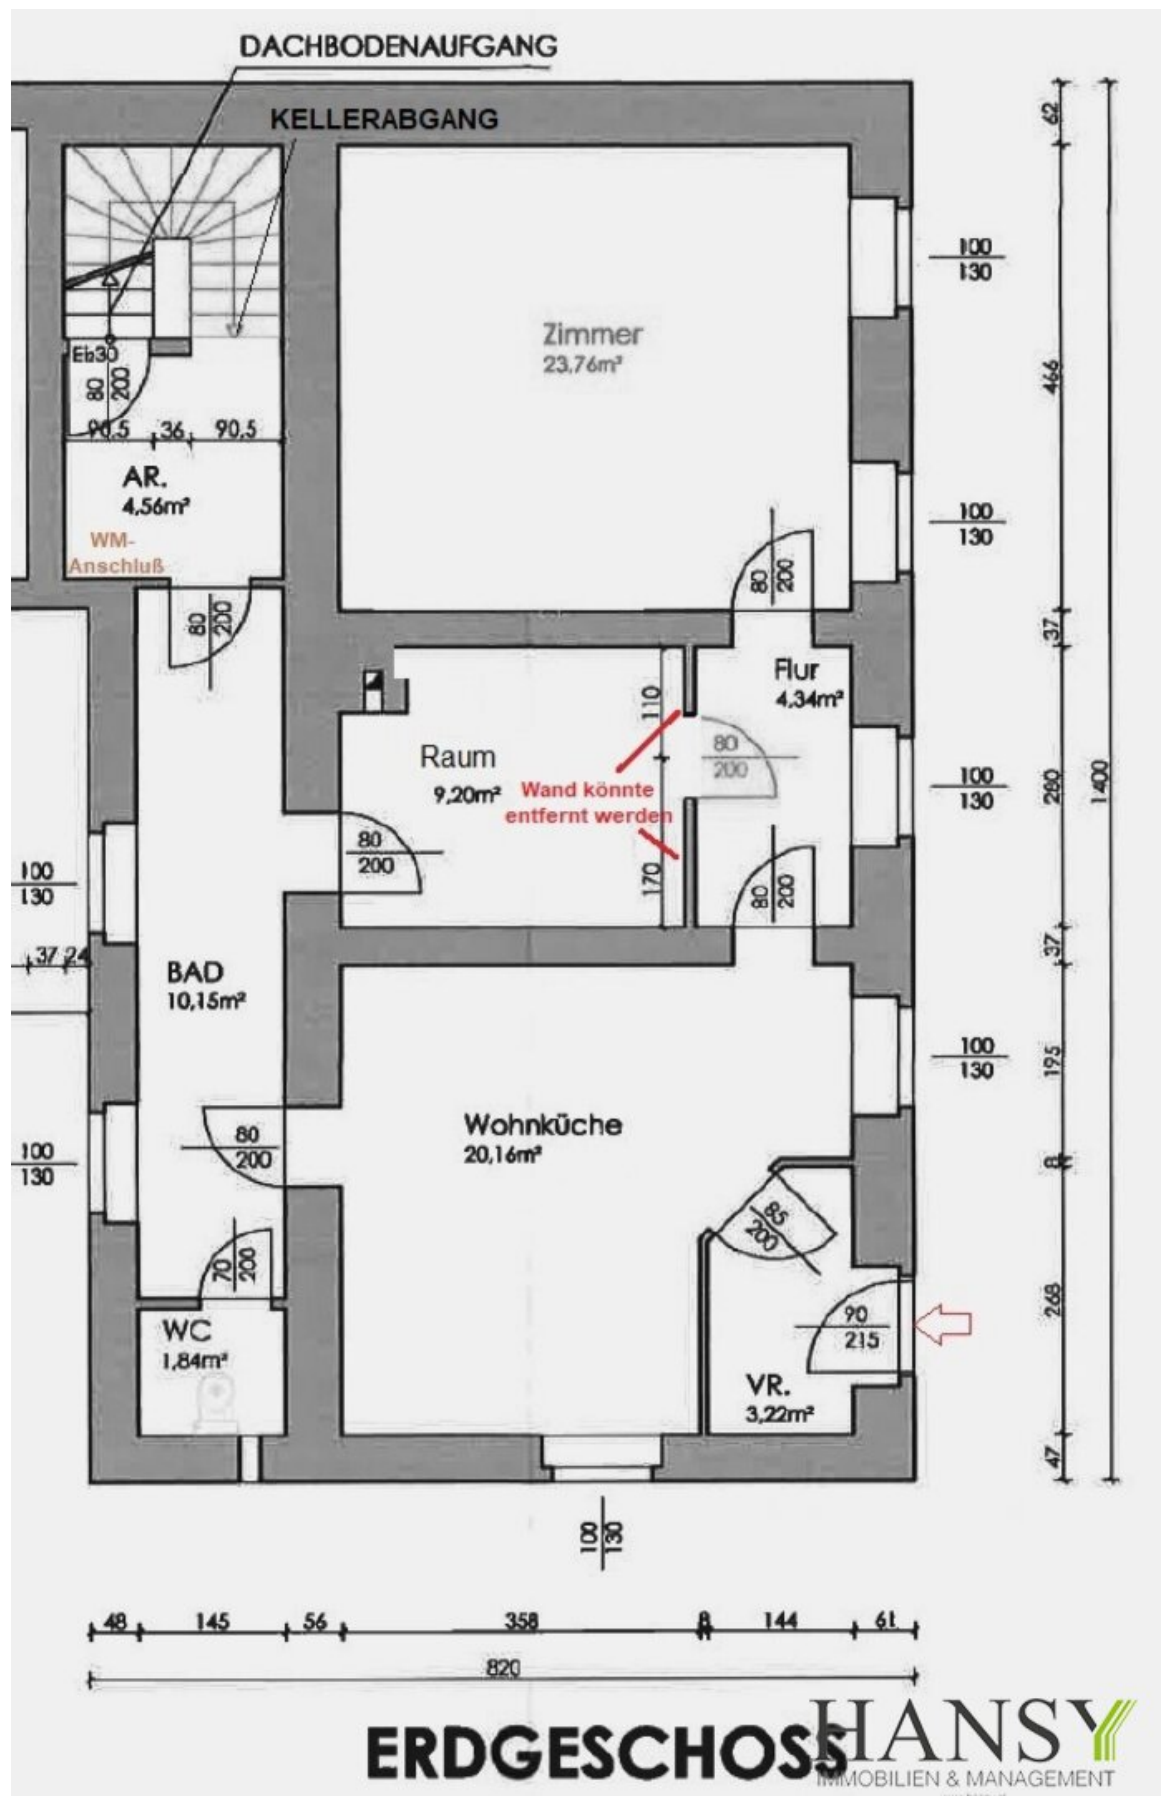 DACHBODENAUFGANG
KELLERABGANG
62
100
130
Zimmer
23,76m²
466
80
200
90,5 36 90,5
AR.
4,56m²
100
130
WM-
Anschluß
80
200
80
200
37
Flur
4,34m²
110
Raum
9,20m²
80
200
100
130
280
1400
Wand könnte
entfernt werden
80
200
170
80
200
100
130
37 24
37
BAD
10,15m²
100
130
195
Wohnküche
20,16m²
80
200
100
130
8
85
200
70
200
268
90
215
WC
1,84m²
VR.
3,22m²
47
100
130
48 145 56 358 8 144 61
820
ERDGESCHOSS
HANSY
IMMOBILIEN & MANAGEMENT